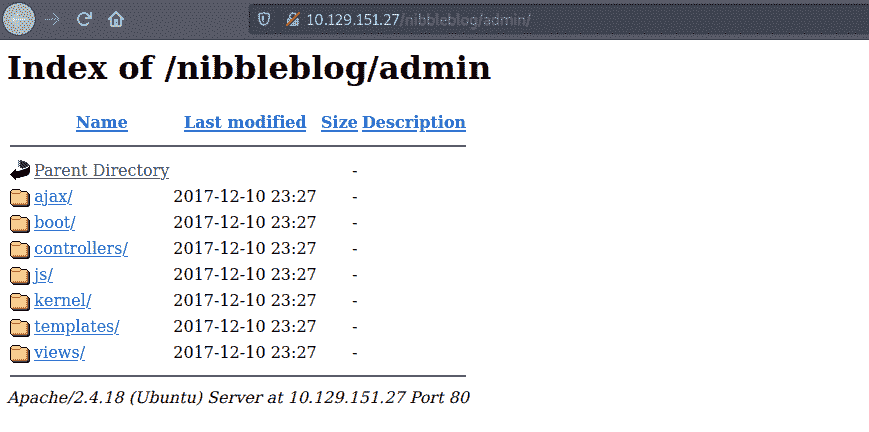 10.129.151.27/nibbleblog/admin/
Index of /nibbleblog/admin
Name Last modified Size Description
Parent Directory -
ajax/ 2017-12-10 23:27 -
boot/ 2017-12-10 23:27 -
controllers/ 2017-12-10 23:27 -
js/ 2017-12-10 23:27 -
kernel/ 2017-12-10 23:27 -
templates/ 2017-12-10 23:27 -
views/ 2017-12-10 23:27 -
Apache/2.4.18 (Ubuntu) Server at 10.129.151.27 Port 80